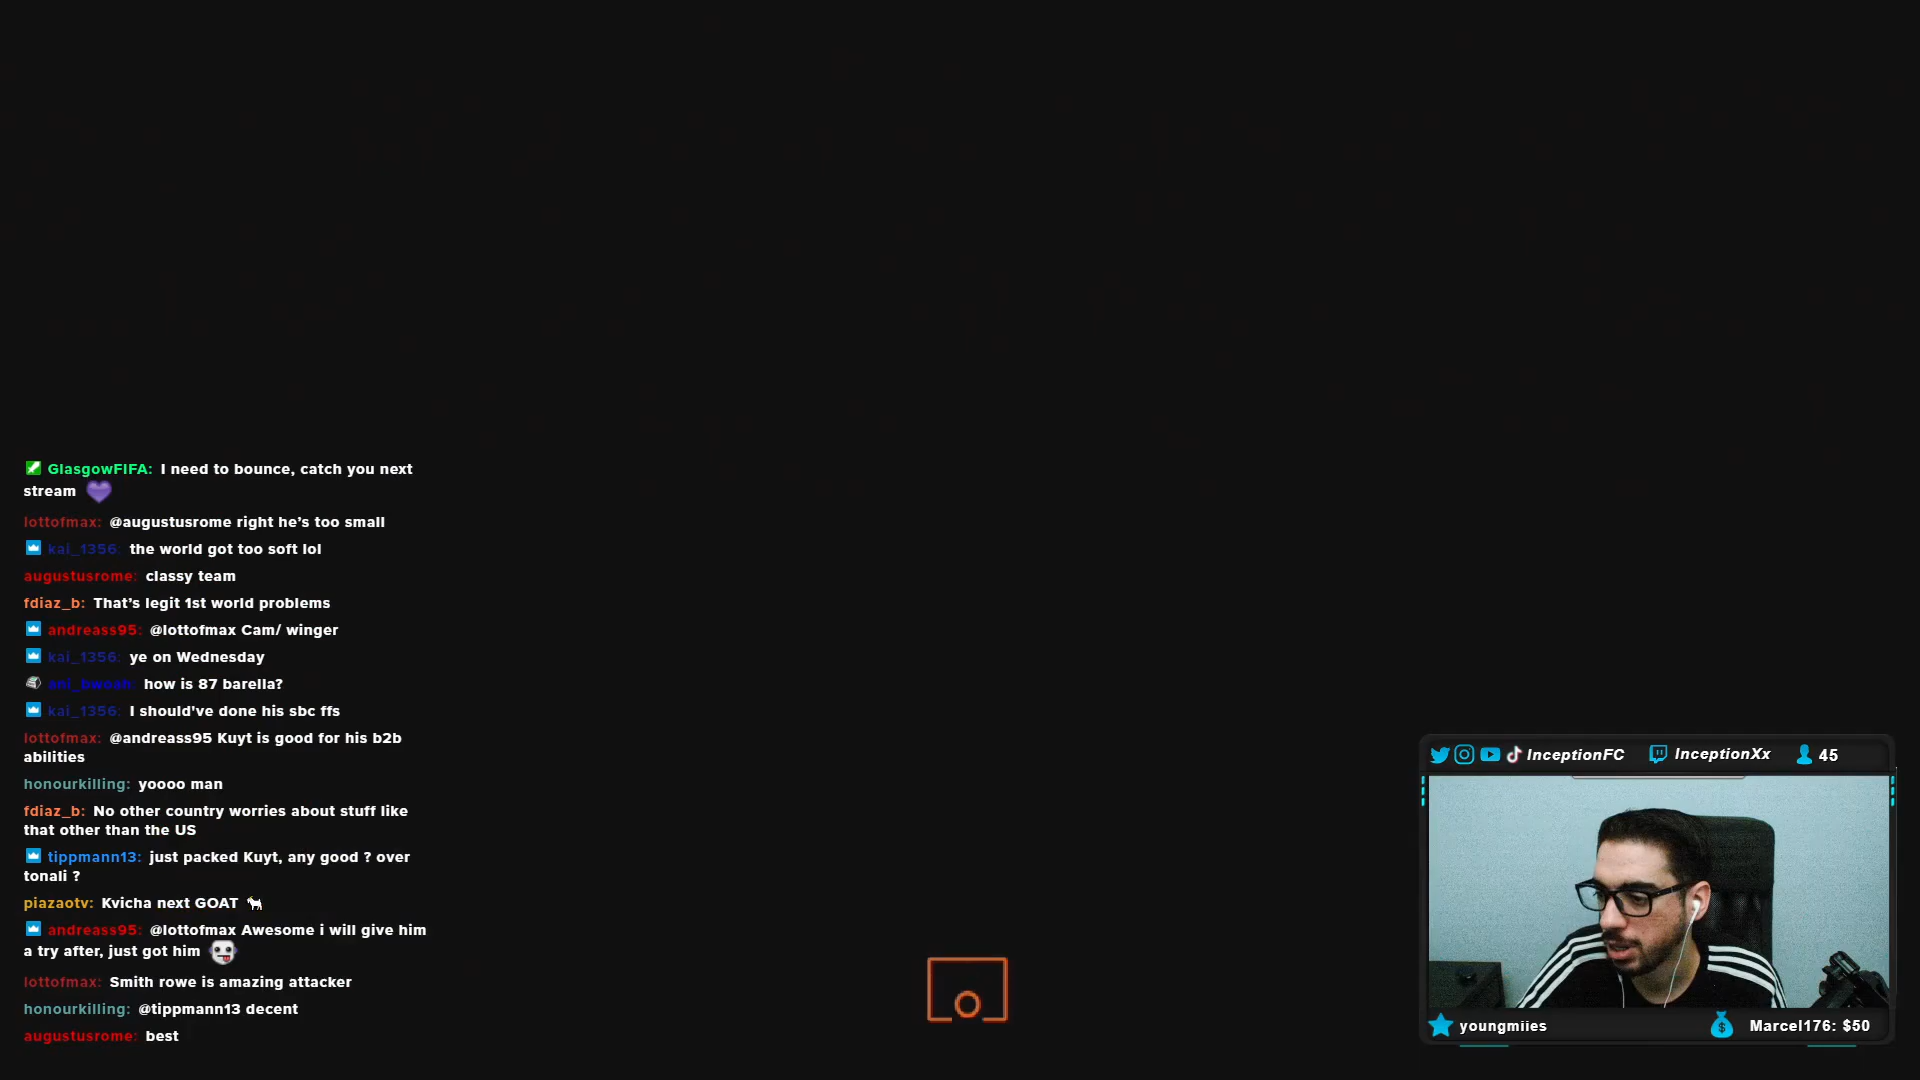 GlasgowFIFA: I need to bounce, catch you next
stream
lottofmax: @augustusrome right he's too small
kai_1356: the world got too soft lol
augustusrome: classy team
fdiaz_b: That's legit 1st world problems
andreass95: @lottofmax Cam/ winger
kai_1356: ye on Wednesday
ani_bwoah: how is 87 barella?
kai_1356: I should've done his sbc ffs
lottofmax: @andreass95 Kuyt is good for his b2b
abilities
honourkilling: yoooo man
fdiaz_b: No other country worries about stuff like
that other than the US
tippmann13: just packed Kuyt, any good ? over
tonali ?
piazaotv: Kvicha next GOAT
andreass95: @lottofmax Awesome i will give him
a try after, just got him
lottofmax: Smith rowe is amazing attacker
honourkilling: @tippmann13 decent
augustusrome: best
InceptionFC InceptionXx 45
youngmiies Marcel176: $50